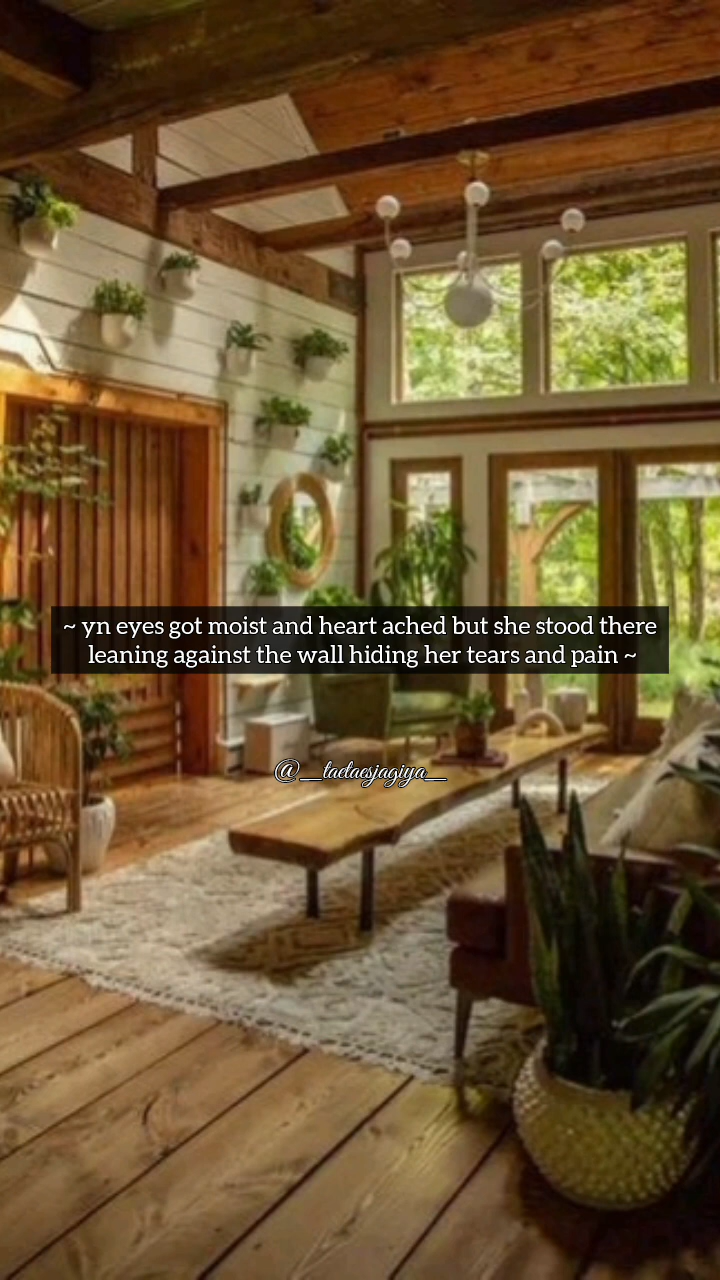 ~ yn eyes got moist and heart ached but she stood there
leaning against the wall hiding her tears and pain ~
@__taetaesjagiya__